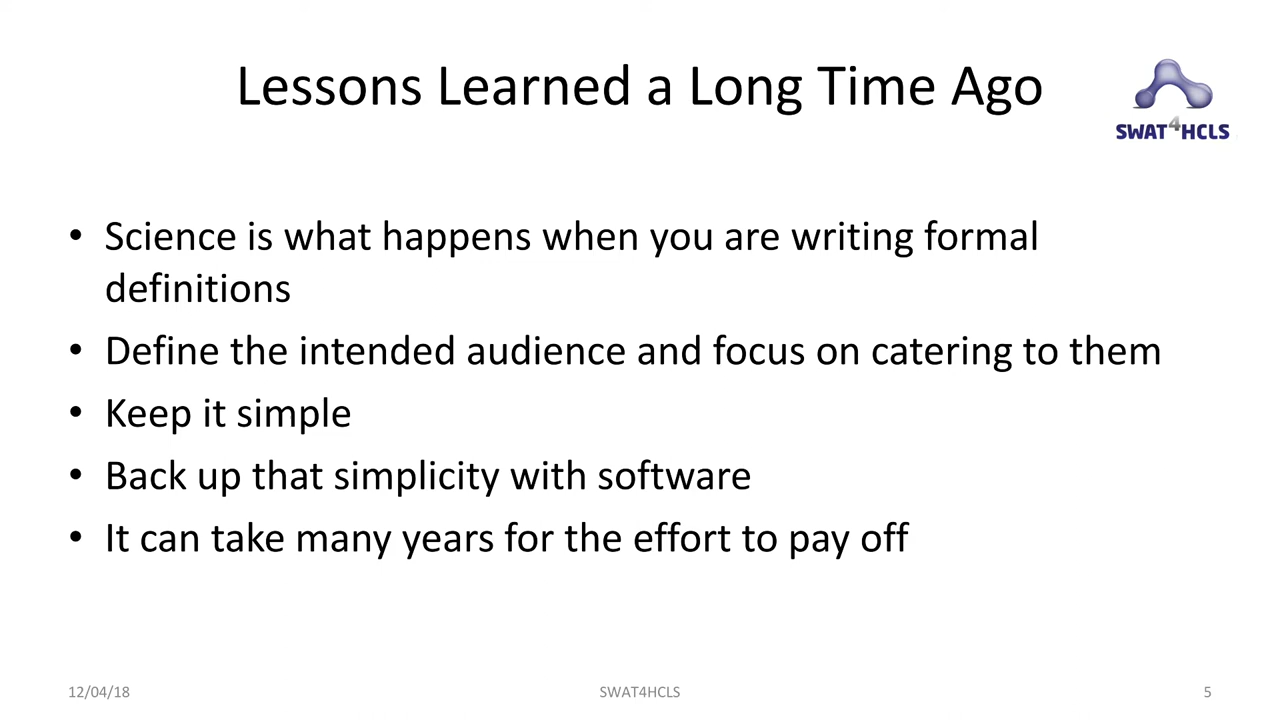 Lessons Learned a Long Time Ago
SWAT4HCLS
• Science is what happens when you are writing formal
definitions
• Define the intended audience and focus on catering to them
• Keep it simple
• Back up that simplicity with software
• It can take many years for the effort to pay off
12/04/18
SWAT4HCLS
5